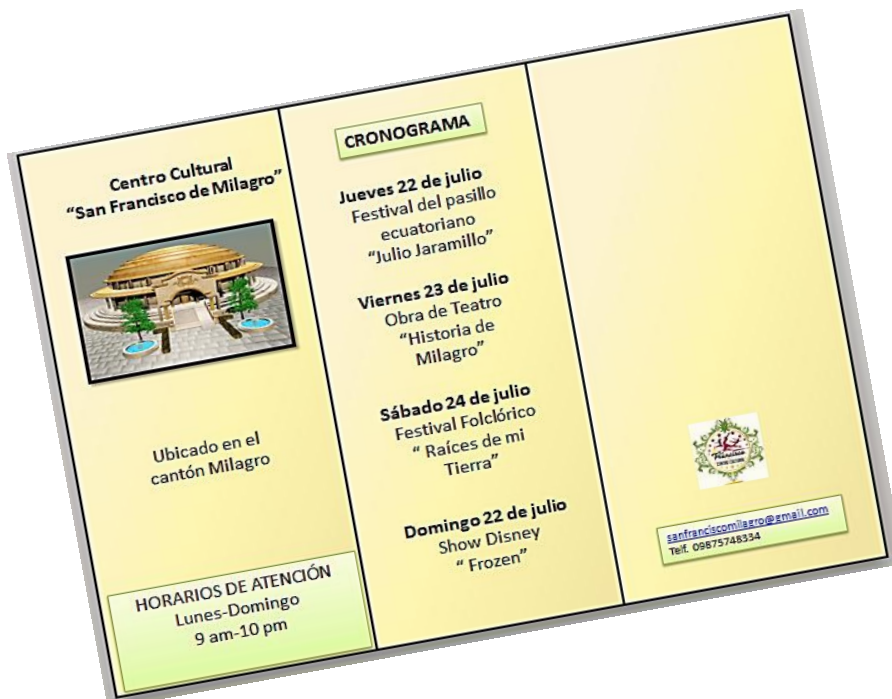 Centro Cultural
“San Francisco de Milagro”
Ubicado en el
cantón Milagro
HORARIOS DE ATENCIÓN
Lunes-Domingo
9 am-10 pm
CRONOGRAMA
Jueves 22 de julio
Festival del pasillo
ecuatoriano
“Julio Jaramillo”
Viernes 23 de julio
Obra de Teatro
“Historia de
Milagro”
Sábado 24 de julio
Festival Folclórico
“ Raíces de mi
Tierra”
Domingo 22 de julio
Show Disney
“ Frozen”
Francisco
sanfranciscomilagro@gmail.com
Telf. 09875748334